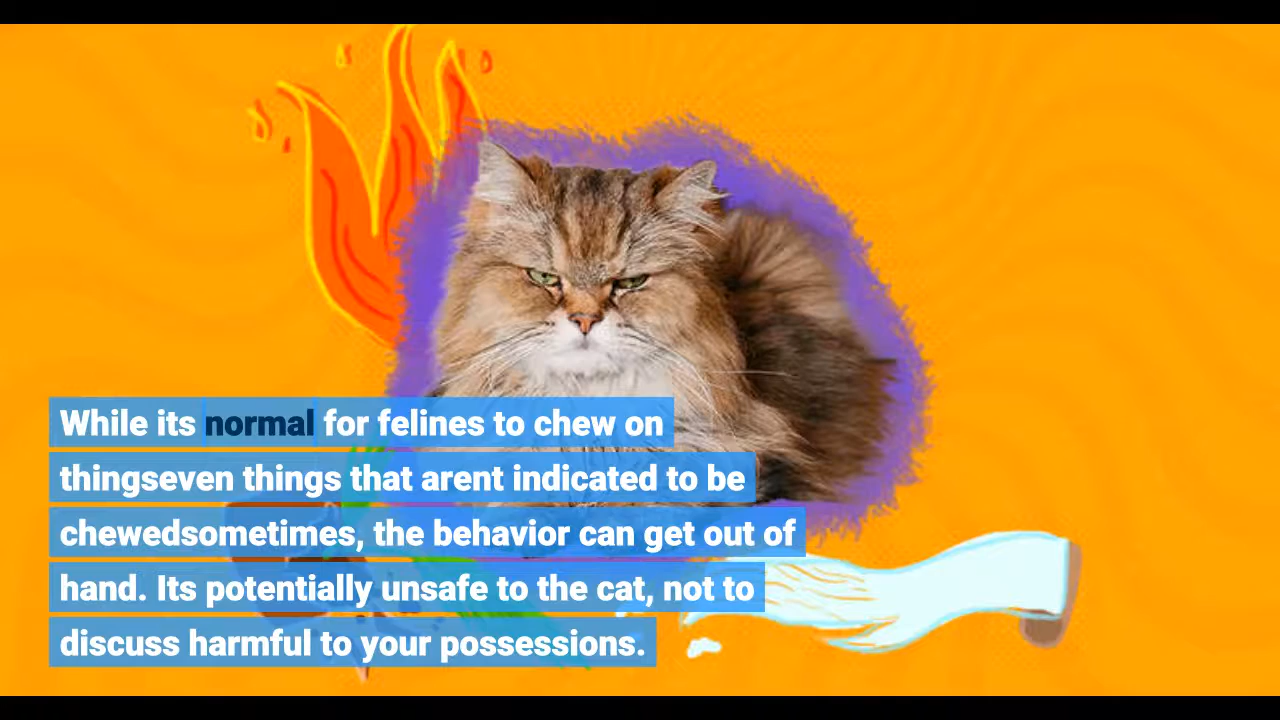 While its normal for felines to chew on
thingseven things that arent indicated to be
chewedsometimes, the behavior can get out of
hand. Its potentially unsafe to the cat, not to
discuss harmful to your possessions.